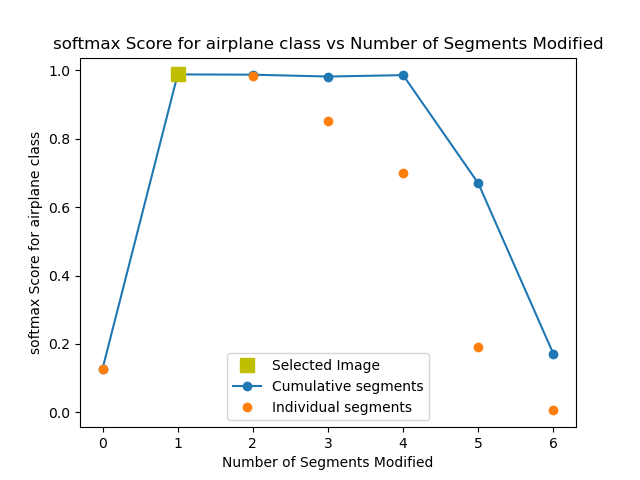 softmax Score for airplane class vs Number of Segments Modified
softmax Score for airplane class
1.0
0.8
0.6
0.4
0.2
0.0
Selected Image
Cumulative segments
Individual segments
0 1 2 3 4 5 6
Number of Segments Modified